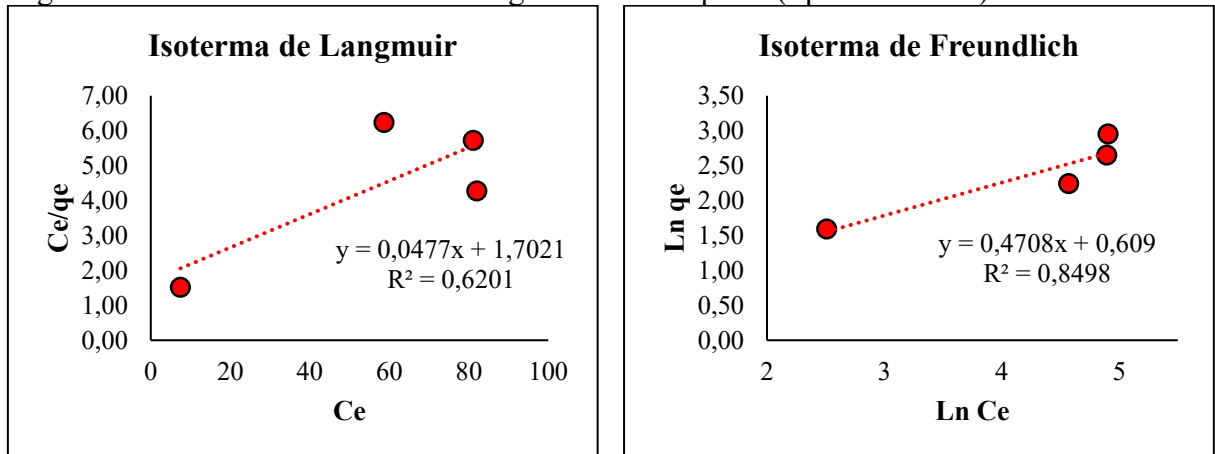 Isoterma de Langmuir
7,00
6,00
5,00
4,00
3,00
2,00
1,00
0,00
Ce/qe
y = 0,0477x + 1,7021
R² = 0,6201
0 20 40 60 80 100
Ce
Isoterma de Freundlich
3,50
3,00
2,50
2,00
1,50
1,00
0,50
0,00
Ln qe
y = 0,4708x + 0,609
R² = 0,8498
2 3 4 5
Ln Ce